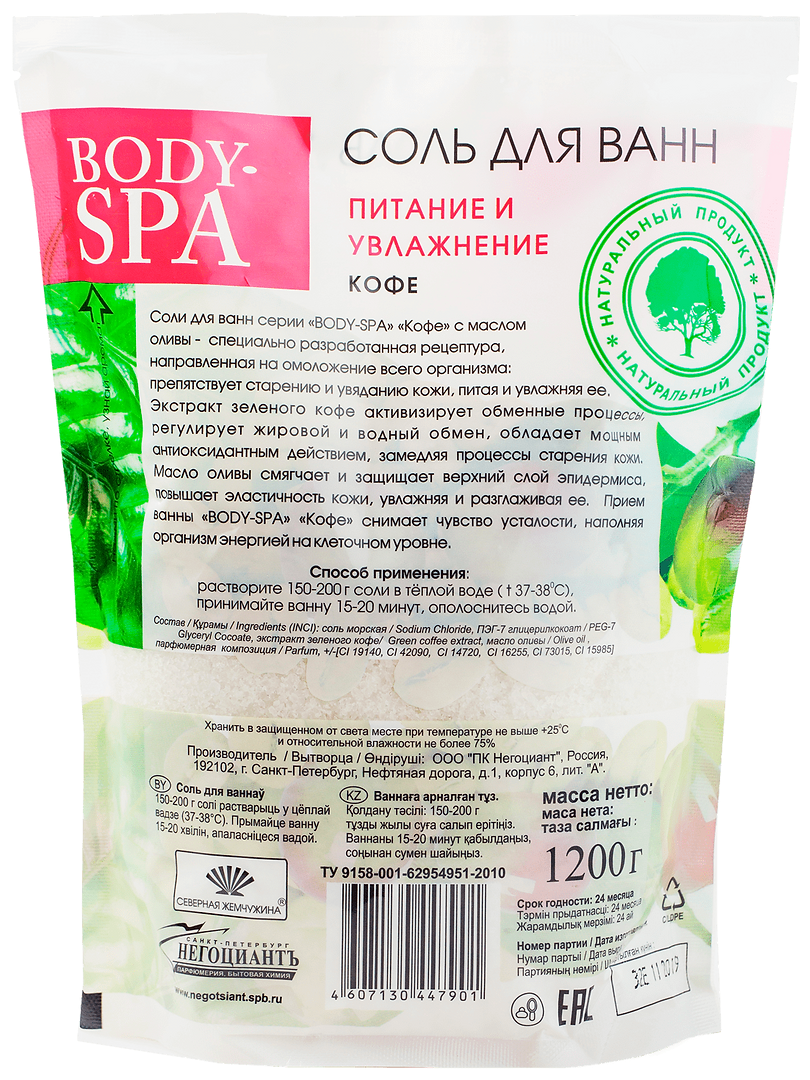 BODY-
SPA
СОЛЬ ДЛЯ ВАНН
ПИТАНИЕ И
УВЛАЖНЕНИЕ
КОФЕ
* НАТУРАЛЬНЫЙ ПРОДУКТ *
НАТУРАЛЬНЫЙ ПРОДУКТ
Соли для ванн серии «BODY-SPA» «Кофе» с маслом
оливы - специально разработанная рецептура,
направленная на омоложение всего организма:
препятствует старению и увяданию кожи, питая и увлажняя ее.
Экстракт зеленого кофе активизирует обменные процессы,
регулирует жировой и водный обмен, обладает мощным
антиоксидантным действием, замедляя процессы старения кожи.
Масло оливы смягчает и защищает верхний слой эпидермиса,
повышает эластичность кожи, увлажняя и разглаживая ее. Прием
ванны «BODY-SPA» «Кофе» снимает чувство усталости, наполняя
организм энергией на клеточном уровне.
Способ применения:
растворите 150-200 г соли в тёплой воде ( t 37-38⁰С),
принимайте ванну 15-20 минут, ополоснитесь водой.
Состав / Құрамы / Ingredients (INCI): соль морская / Sodium Chloride, ПЭГ-7 глицерилкокоат / PEG-7
Glyceryl Cocoate, экстракт зеленого кофе/ Green coffee extract, масло оливы / Olive oil ,
парфюмерная композиция / Parfum, +/-[CI 19140, CI 42090, CI 14720, CI 16255, CI 73015, CI 15985]
Хранить в защищенном от света месте при температуре не выше +25⁰С
и относительной влажности не более 75%
Производитель / Вытворца / Өндіруші: ООО "ПК Негоциант", Россия,
192102, г. Санкт-Петербург, Нефтяная дорога, д.1, корпус 6, лит. "А".
BY Соль для ваннаў
150-200 г солі растварыць у цёплай
вадзе (37-38°С). Прымайце ванну
15-20 хвілін, апаласніцеся вадой.
KZ Ваннаға арналған тұз.
Қолдану тәсілі: 150-200 г
тұзды жылы суға салып ерітіңіз.
Ваннаны 15-20 минут қабылдаңыз,
соңынан сумен шайыңыз.
масса нетто:
маса нета:
таза салмағы :
1200 г
ТУ 9158-001-62954951-2010
СЕВЕРНАЯ ЖЕМЧУЖИНА ®
САНКТ-ПЕТЕРБУРГ
НЕГОЦИАНТЪ
ПАРФЮМЕРИЯ, БЫТОВАЯ ХИМИЯ
www.negotsiant.spb.ru
4 607130 447901
Срок годности: 24 месяца
Тэрмін прыдатнасці: 24 месяца
Жарамдылық мерзімі: 24 ай
C/LDPE
Номер партии / Дата изготовления
Нумар партыі / Дата
Партияның немірі /
32E 11 2019
EAC